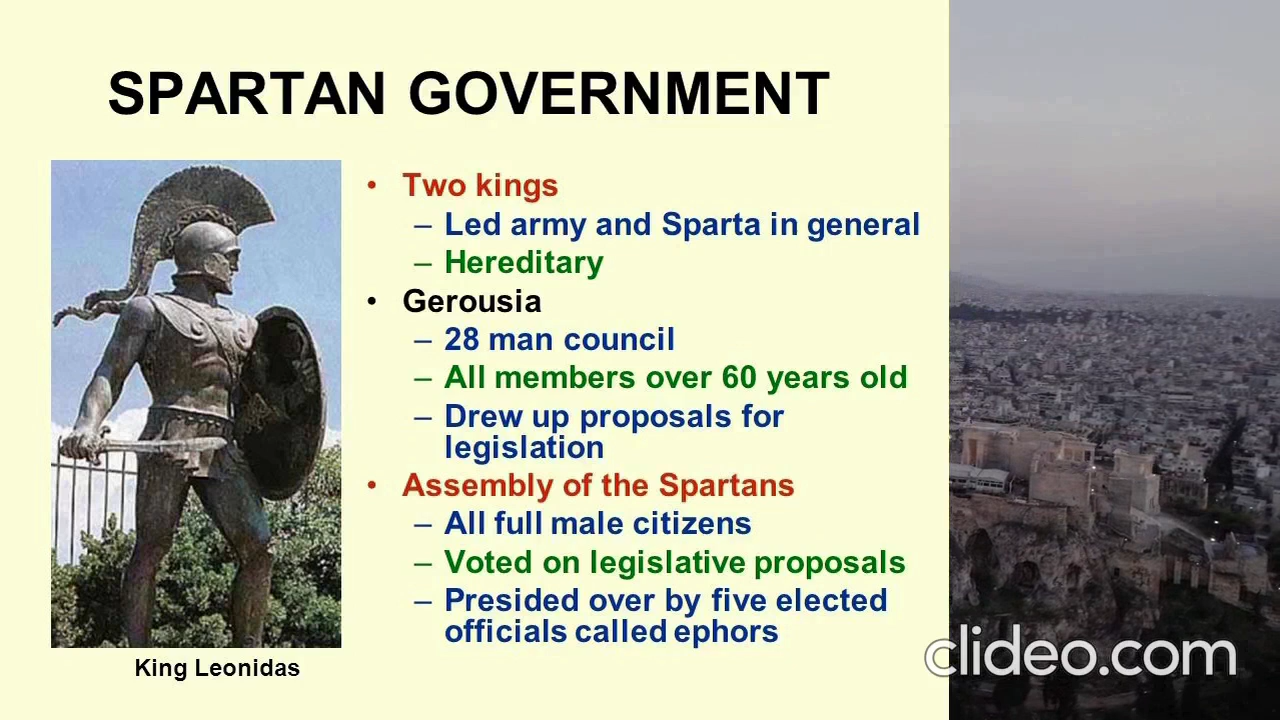 SPARTAN GOVERNMENT
• Two kings
– Led army and Sparta in general
– Hereditary
• Gerousia
– 28 man council
– All members over 60 years old
– Drew up proposals for
legislation
• Assembly of the Spartans
– All full male citizens
– Voted on legislative proposals
– Presided over by five elected
officials called ephors
King Leonidas
clideo.com